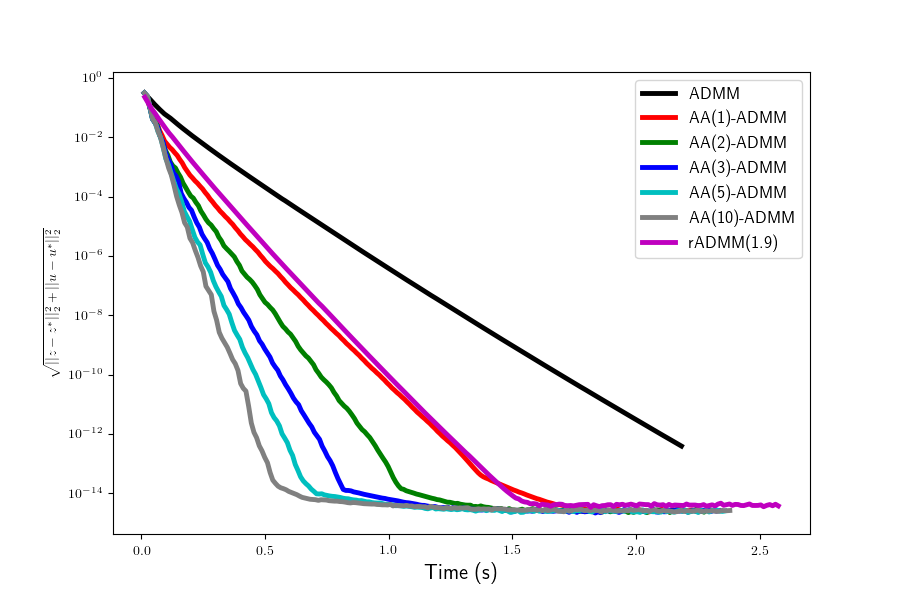 10⁰
10⁻²
10⁻⁴
10⁻⁶
10⁻⁸
10⁻¹⁰
10⁻¹²
10⁻¹⁴
√||z − z*||₂² + ||u − u*||₂²
0.0 0.5 1.0 1.5 2.0 2.5
Time (s)
ADMM
AA(1)-ADMM
AA(2)-ADMM
AA(3)-ADMM
AA(5)-ADMM
AA(10)-ADMM
rADMM(1.9)